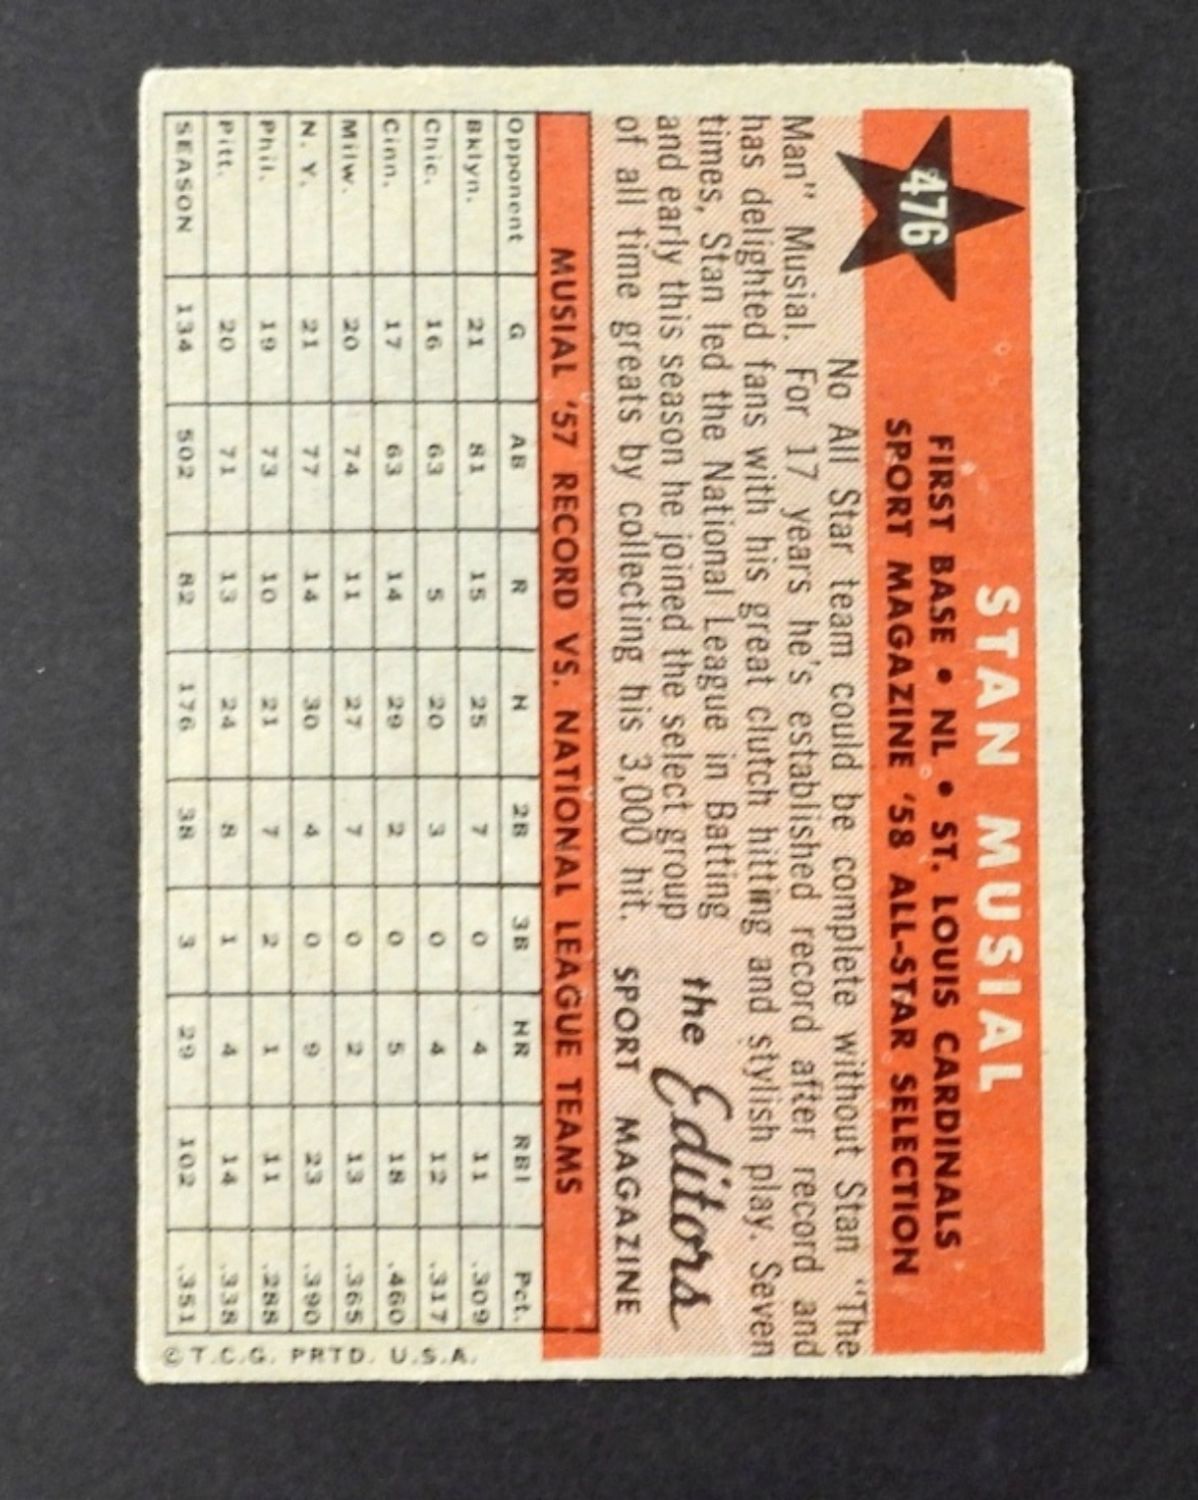 476
STAN MUSIAL
FIRST BASE • NL • ST. LOUIS CARDINALS
SPORT MAGAZINE '58 ALL-STAR SELECTION
No All Star team could be complete without Stan "The
Man" Musial. For 17 years he's established record after record and
has delighted fans with his great clutch hitting and stylish play. Seven
times, Stan led the National League in Batting
and early this season he joined the select group
of all time greats by collecting his 3,000 hit.
the Editors
SPORT MAGAZINE
MUSIAL '57 RECORD VS. NATIONAL LEAGUE TEAMS
Opponent G AB R H 2B 3B HR RBI Pct.
Bklyn. 21 81 15 25 7 0 4 11 .309
Chic. 16 63 5 20 3 0 4 12 .317
Cinn. 17 63 14 29 2 0 5 18 .460
Milw. 20 74 11 27 7 0 2 13 .365
N. Y. 21 77 14 30 4 0 9 23 .390
Phil. 19 73 10 21 7 2 1 11 .288
Pitt. 20 71 13 24 8 1 4 14 .338
SEASON 134 502 82 176 38 3 29 102 .351
© T.C.G. PRTD. U.S.A.